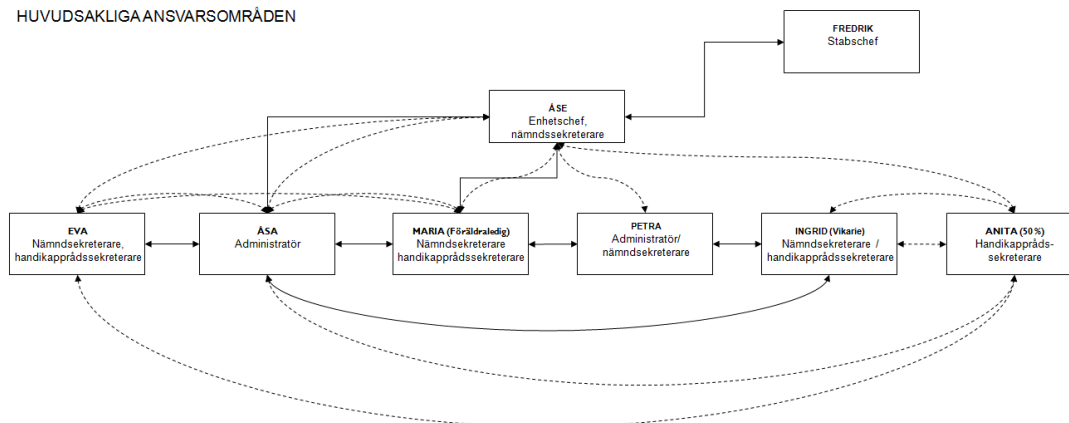 HUVUDSAKLIGA ANSVARSOMRÅDEN
FREDRIK
Stabschef
ÅSE
Enhetschef,
nämndssekreterare
EVA
Nämndsekreterare,
handikapprådssekreterare
ÅSA
Administratör
MARIA (Föräldraledig)
Nämndsekreterare
handikapprådssekreterare
PETRA
Administratör/
nämndsekreterare
INGRID (Vikarie)
Nämndsekreterare /
handikapprådssekreterare
ANITA (50 %)
Handikappråds-
sekreterare